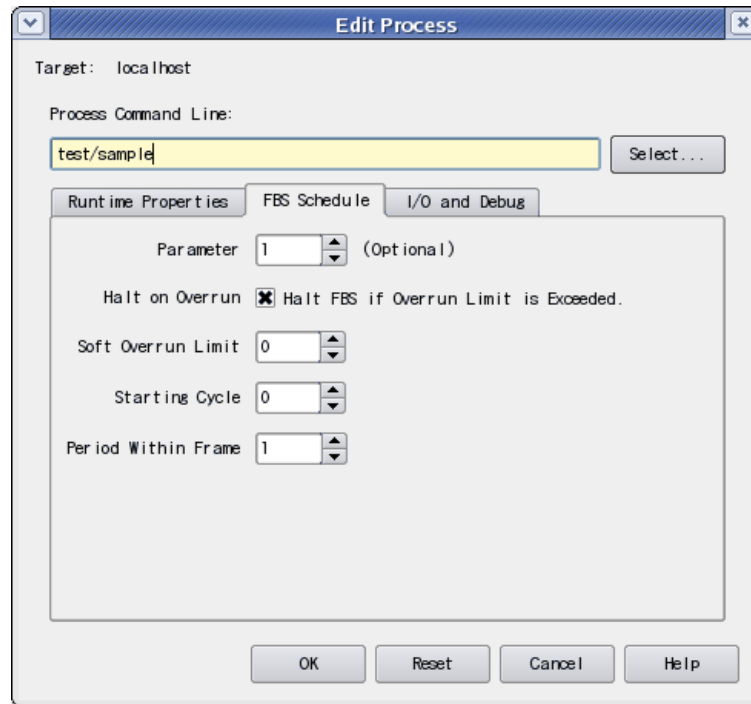 Edit Process
Target: localhost
Process Command Line:
test/sample Select...
Runtime Properties FBS Schedule I/O and Debug
Parameter 1 (Optional)
Halt on Overrun Halt FBS if Overrun Limit is Exceeded.
Soft Overrun Limit 0
Starting Cycle 0
Period Within Frame 1
OK Reset Cancel Help